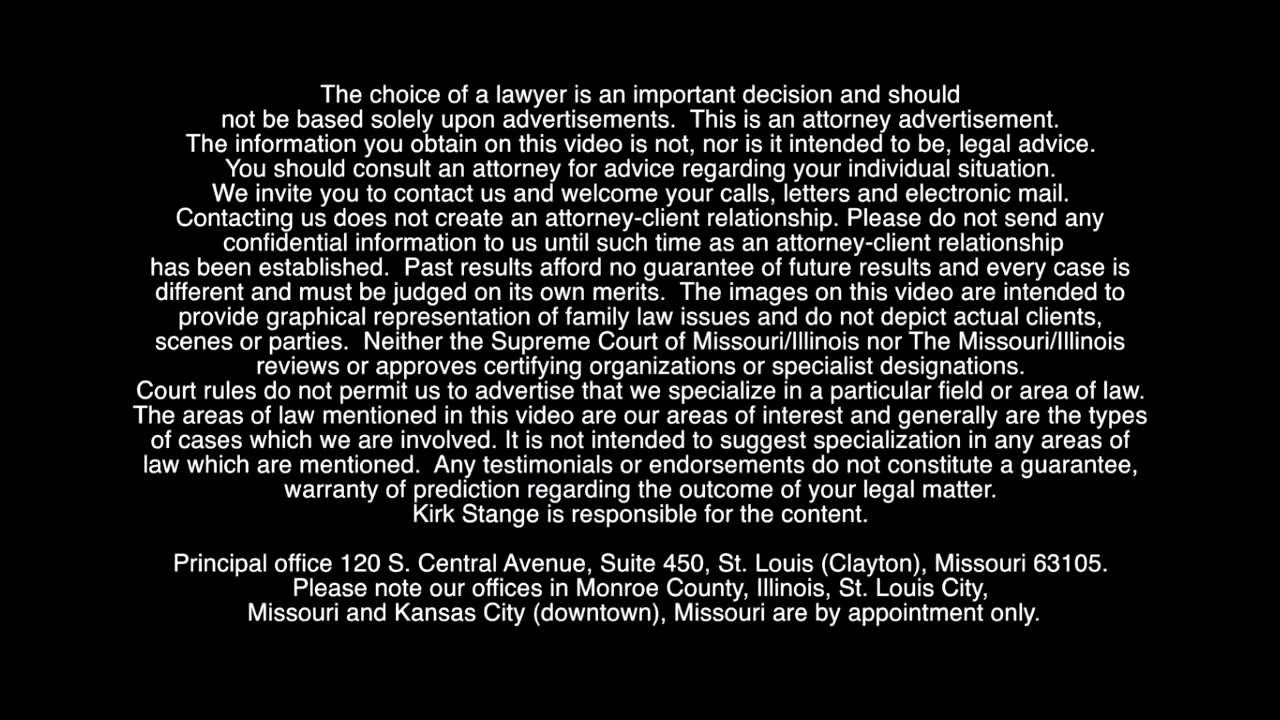 The choice of a lawyer is an important decision and should
not be based solely upon advertisements.  This is an attorney advertisement.
The information you obtain on this video is not, nor is it intended to be, legal advice.
You should consult an attorney for advice regarding your individual situation.
We invite you to contact us and welcome your calls, letters and electronic mail.
Contacting us does not create an attorney-client relationship. Please do not send any
confidential information to us until such time as an attorney-client relationship
has been established.  Past results afford no guarantee of future results and every case is
different and must be judged on its own merits.  The images on this video are intended to
provide graphical representation of family law issues and do not depict actual clients,
scenes or parties.  Neither the Supreme Court of Missouri/Illinois nor The Missouri/Illinois
reviews or approves certifying organizations or specialist designations.
Court rules do not permit us to advertise that we specialize in a particular field or area of law.
The areas of law mentioned in this video are our areas of interest and generally are the types
of cases which we are involved. It is not intended to suggest specialization in any areas of
law which are mentioned.  Any testimonials or endorsements do not constitute a guarantee,
warranty of prediction regarding the outcome of your legal matter.
Kirk Stange is responsible for the content.
Principal office 120 S. Central Avenue, Suite 450, St. Louis (Clayton), Missouri 63105.
Please note our offices in Monroe County, Illinois, St. Louis City,
Missouri and Kansas City (downtown), Missouri are by appointment only.